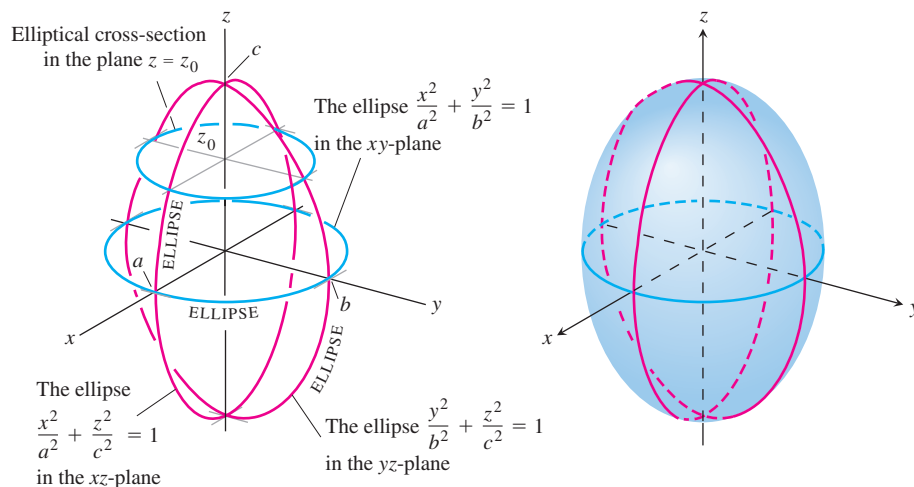 z
Elliptical cross-section
in the plane z = z₀
c
The ellipse x²/a² + y²/b² = 1
in the xy-plane
z₀
ELLIPSE
a
ELLIPSE
b
y
x
ELLIPSE
The ellipse
x²/a² + z²/c² = 1
in the xz-plane
The ellipse y²/b² + z²/c² = 1
in the yz-plane
z
y
x